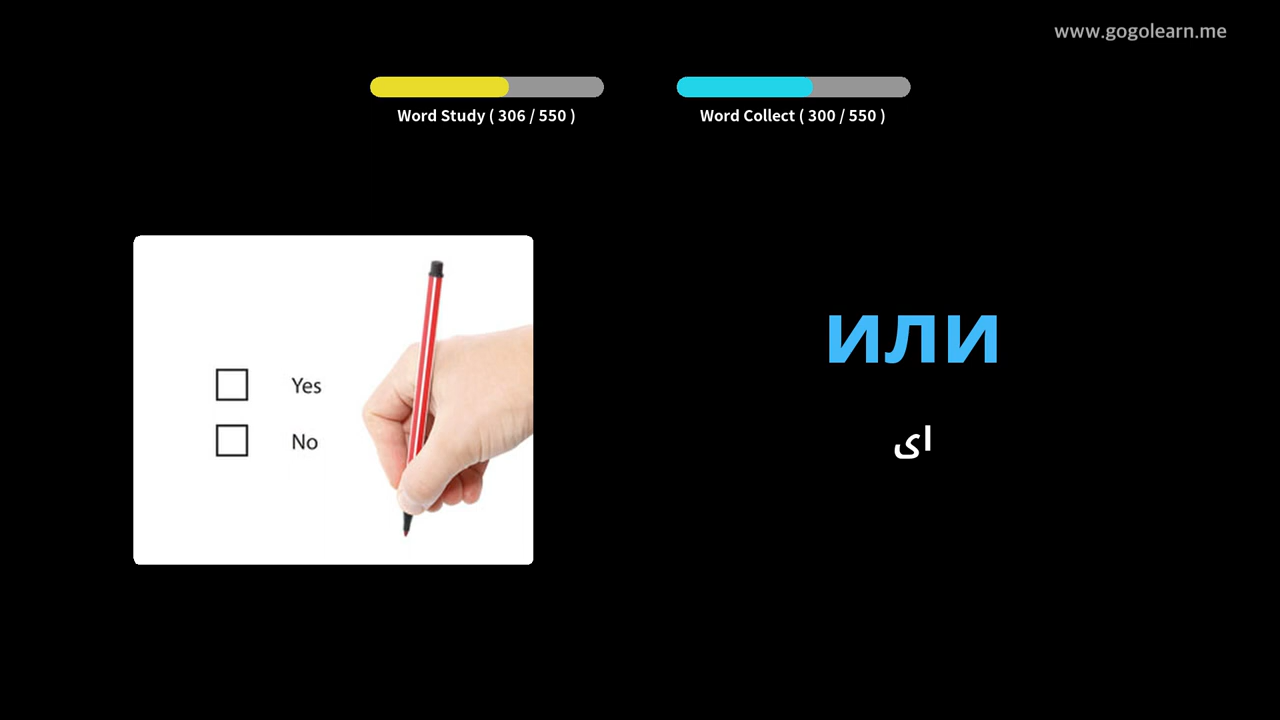 www.gogolearn.me
Word Study ( 306 / 550 )
Word Collect ( 300 / 550 )
Yes
No
или
ای